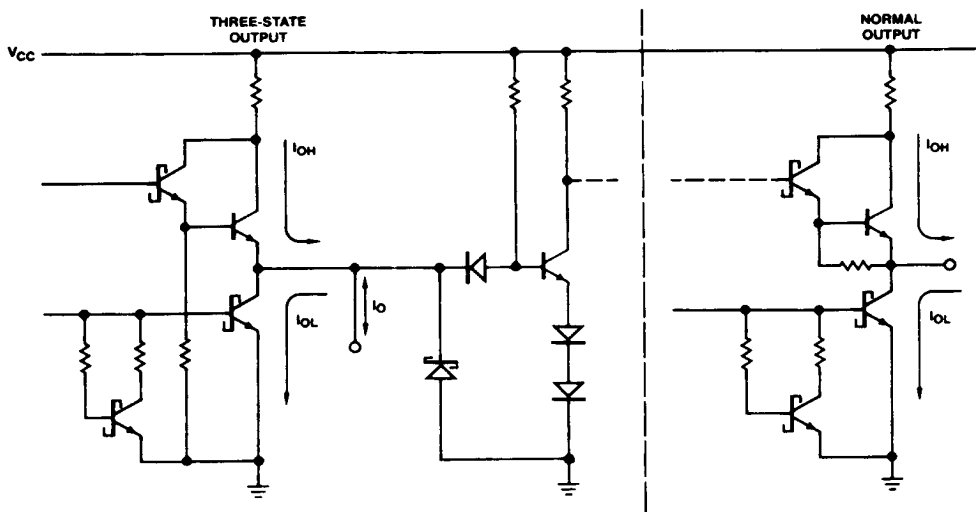 THREE-STATE
OUTPUT
NORMAL
OUTPUT
VCC
IOH
IOH
IO
IOL
IOL